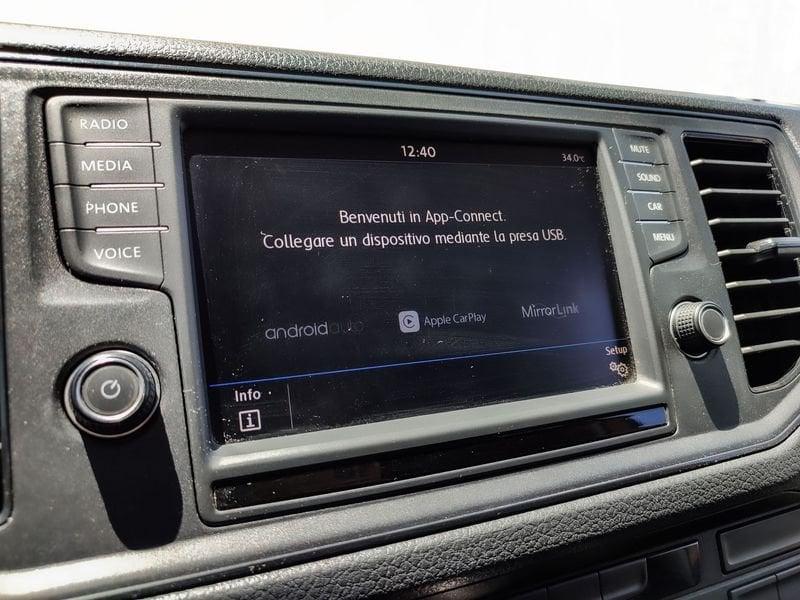 RADIO
MEDIA
PHONE
VOICE
12:40
34.0°C
Benvenuti in App-Connect.
Collegare un dispositivo mediante la presa USB.
androidauto
Apple CarPlay
MirrorLink
Info
i
Setup
MUTE
SOUND
CAR
MENU